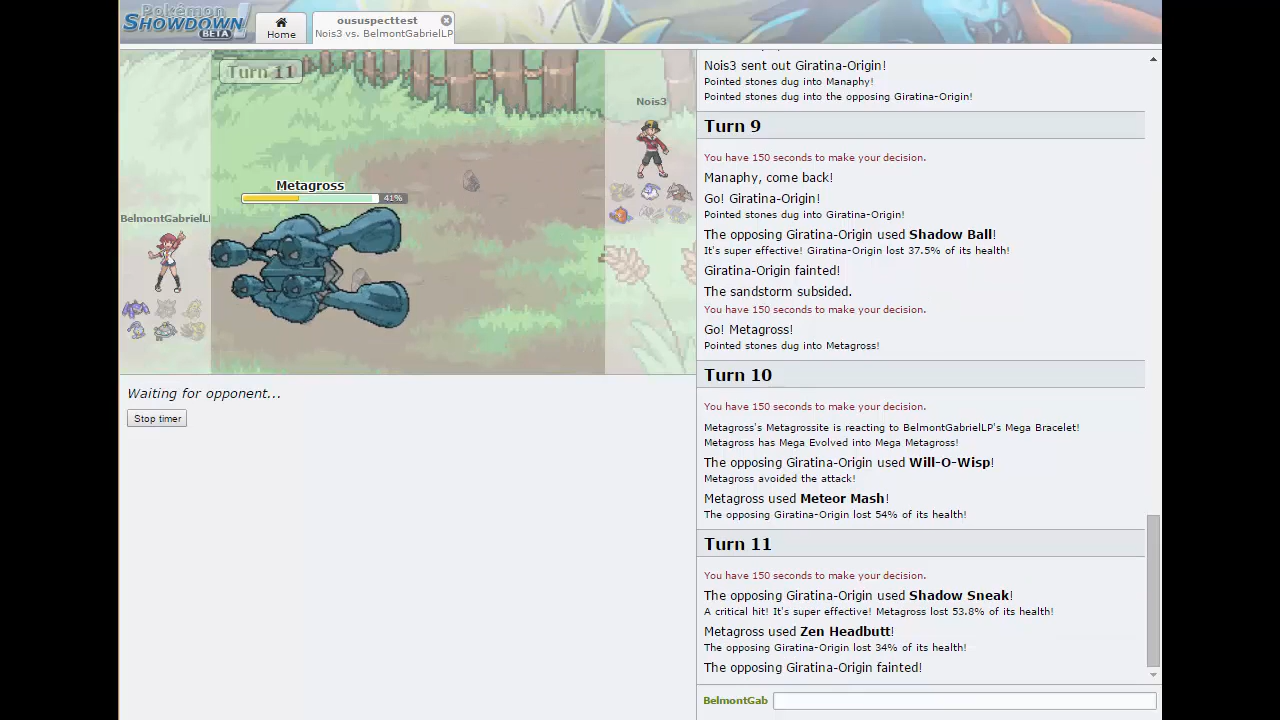 Pokémon
SHOWDOWN!
BETA
Home
oususpecttest
Nois3 vs. BelmontGabrielLP
Turn 11
Nois3
Metagross
41%
BelmontGabrielL
Waiting for opponent...
Stop timer
Nois3 sent out Giratina-Origin!
Pointed stones dug into Manaphy!
Pointed stones dug into the opposing Giratina-Origin!
Turn 9
You have 150 seconds to make your decision.
Manaphy, come back!
Go! Giratina-Origin!
Pointed stones dug into Giratina-Origin!
The opposing Giratina-Origin used Shadow Ball!
It's super effective! Giratina-Origin lost 37.5% of its health!
Giratina-Origin fainted!
The sandstorm subsided.
You have 150 seconds to make your decision.
Go! Metagross!
Pointed stones dug into Metagross!
Turn 10
You have 150 seconds to make your decision.
Metagross's Metagrossite is reacting to BelmontGabrielLP's Mega Bracelet!
Metagross has Mega Evolved into Mega Metagross!
The opposing Giratina-Origin used Will-O-Wisp!
Metagross avoided the attack!
Metagross used Meteor Mash!
The opposing Giratina-Origin lost 54% of its health!
Turn 11
You have 150 seconds to make your decision.
The opposing Giratina-Origin used Shadow Sneak!
A critical hit! It's super effective! Metagross lost 53.8% of its health!
Metagross used Zen Headbutt!
The opposing Giratina-Origin lost 34% of its health!
The opposing Giratina-Origin fainted!
BelmontGab